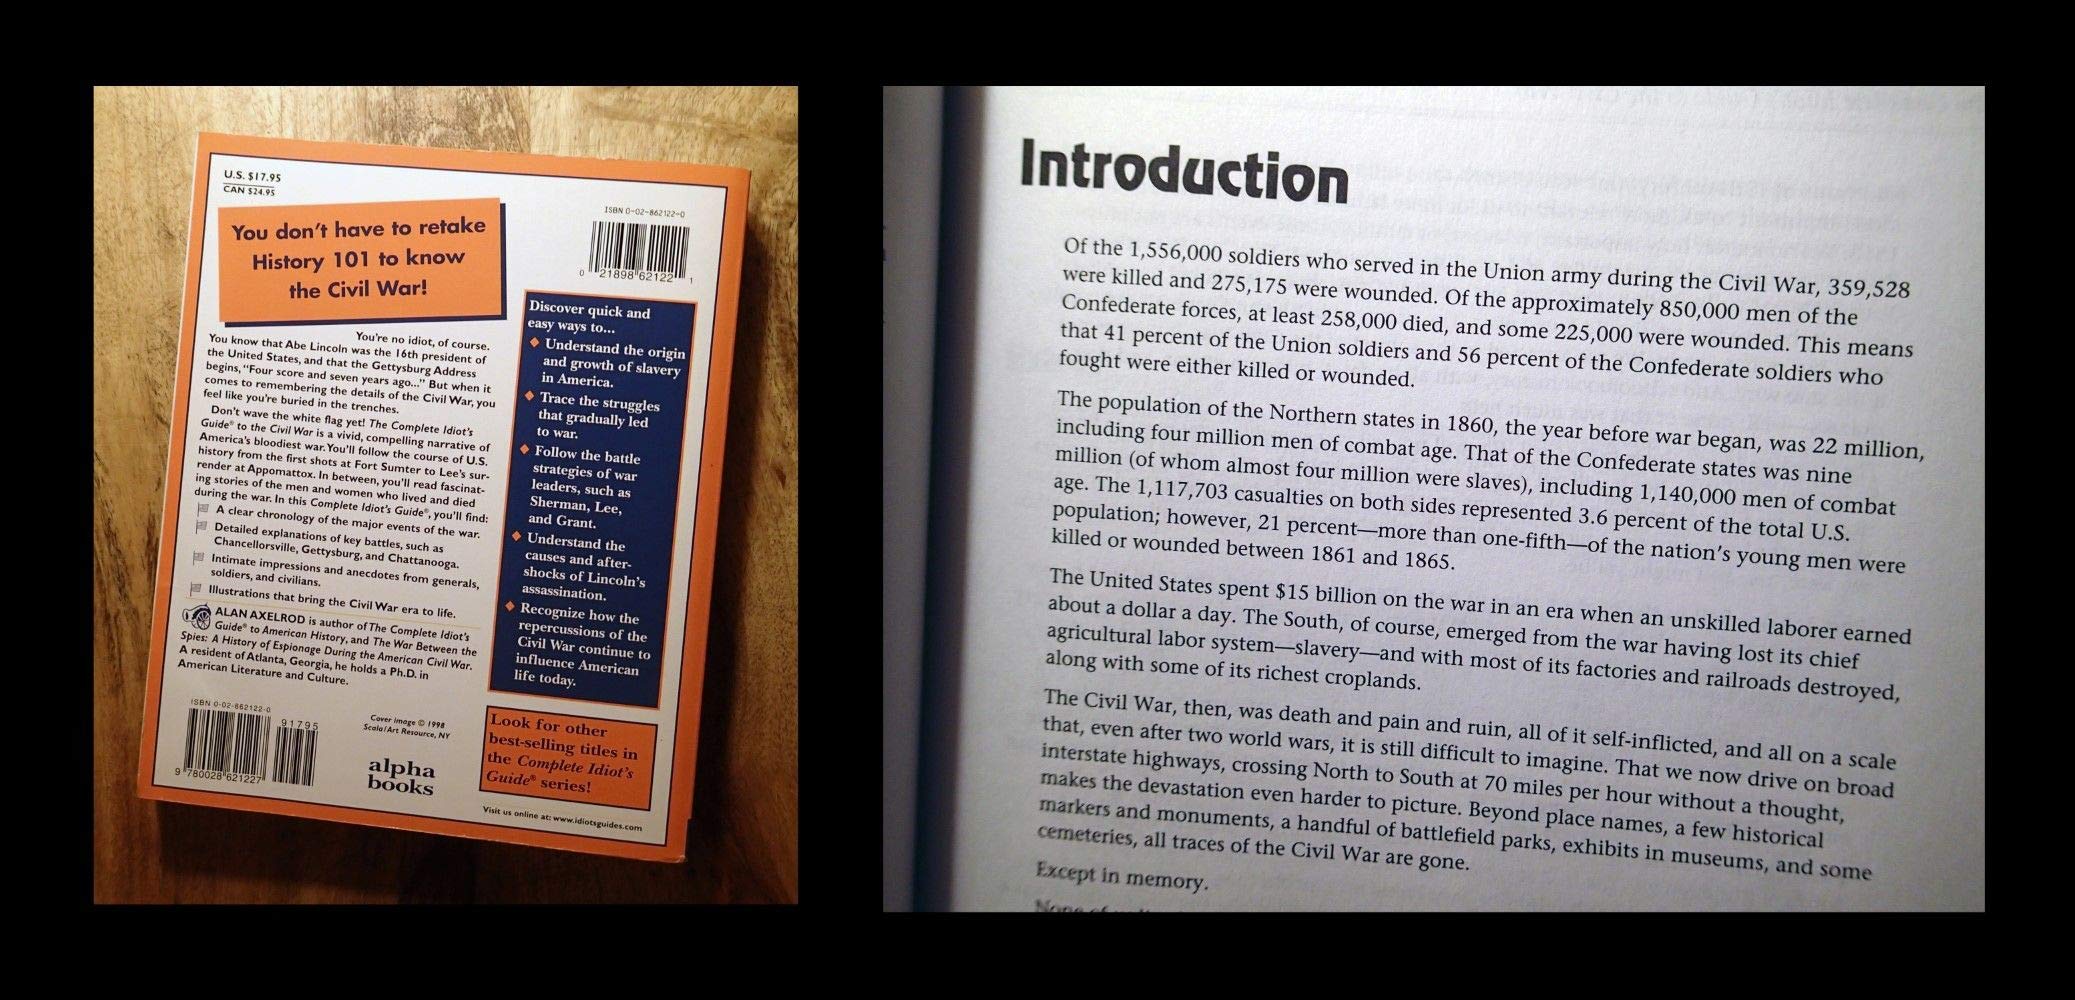 U.S. $17.95
CAN $24.95
You don't have to retake
History 101 to know
the Civil War!
ISBN 0-02-862122-0
0 21898 62122 1
You're no idiot, of course.
You know that Abe Lincoln was the 16th president of
the United States, and that the Gettysburg Address
begins, "Four score and seven years ago..." But when it
comes to remembering the details of the Civil War, you
feel like you're buried in the trenches.
Don't wave the white flag yet! The Complete Idiot's
Guide® to the Civil War is a vivid, compelling narrative of
America's bloodiest war. You'll follow the course of U.S.
history from the first shots at Fort Sumter to Lee's sur-
render at Appomattox. In between, you'll read fascinat-
ing stories of the men and women who lived and died
during the war. In this Complete Idiot's Guide®, you'll find:
A clear chronology of the major events of the war.
Detailed explanations of key battles, such as
Chancellorsville, Gettysburg, and Chattanooga.
Intimate impressions and anecdotes from generals,
soldiers, and civilians.
Illustrations that bring the Civil War era to life.
ALAN AXELROD is author of The Complete Idiot's
Guide® to American History, and The War Between the
Spies: A History of Espionage During the American Civil War.
A resident of Atlanta, Georgia, he holds a Ph.D. in
American Literature and Culture.
Discover quick and
easy ways to...
◆ Understand the origin
and growth of slavery
in America.
◆ Trace the struggles
that gradually led
to war.
◆ Follow the battle
strategies of war
leaders, such as
Sherman, Lee,
and Grant.
◆ Understand the
causes and after-
shocks of Lincoln's
assassination.
◆ Recognize how the
repercussions of the
Civil War continue to
influence American
life today.
ISBN 0-02-862122-0
91795
9 780028 621227
Cover image © 1998
Scala/Art Resource, NY
alpha
books
Look for other
best-selling titles in
the Complete Idiot's
Guide® series!
Visit us online at: www.idiotsguides.com
Introduction
Of the 1,556,000 soldiers who served in the Union army during the Civil War, 359,528
were killed and 275,175 were wounded. Of the approximately 850,000 men of the
Confederate forces, at least 258,000 died, and some 225,000 were wounded. This means
that 41 percent of the Union soldiers and 56 percent of the Confederate soldiers who
fought were either killed or wounded.
The population of the Northern states in 1860, the year before war began, was 22 million,
including four million men of combat age. That of the Confederate states was nine
million (of whom almost four million were slaves), including 1,140,000 men of combat
age. The 1,117,703 casualties on both sides represented 3.6 percent of the total U.S.
population; however, 21 percent—more than one-fifth—of the nation's young men were
killed or wounded between 1861 and 1865.
The United States spent $15 billion on the war in an era when an unskilled laborer earned
about a dollar a day. The South, of course, emerged from the war having lost its chief
agricultural labor system—slavery—and with most of its factories and railroads destroyed,
along with some of its richest croplands.
The Civil War, then, was death and pain and ruin, all of it self-inflicted, and all on a scale
that, even after two world wars, it is still difficult to imagine. That we now drive on broad
interstate highways, crossing North to South at 70 miles per hour without a thought,
makes the devastation even harder to picture. Beyond place names, a few historical
markers and monuments, a handful of battlefield parks, exhibits in museums, and some
cemeteries, all traces of the Civil War are gone.
Except in memory.